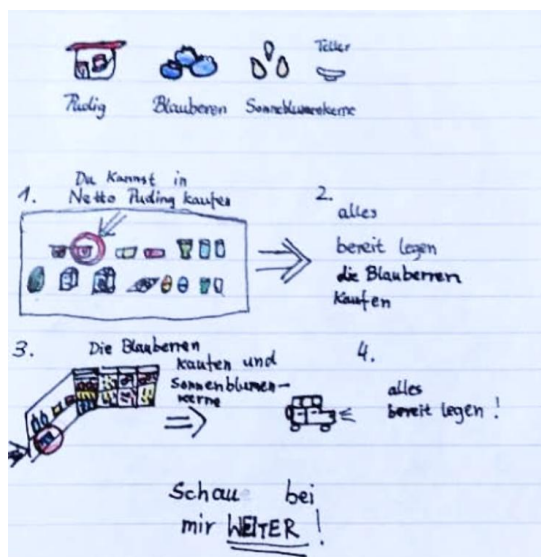 Teller
Pudig
Blauberen
Sonneblumenkerne
1. Du Kannst in
Netto Puding kaufen
2. alles
bereit legen
die Blauberren
Kaufen
3. Die Blauberren
kaufen und
Sonnenblumen-
kerne
4. alles
bereit legen!
Schau bei
mir WEITER!